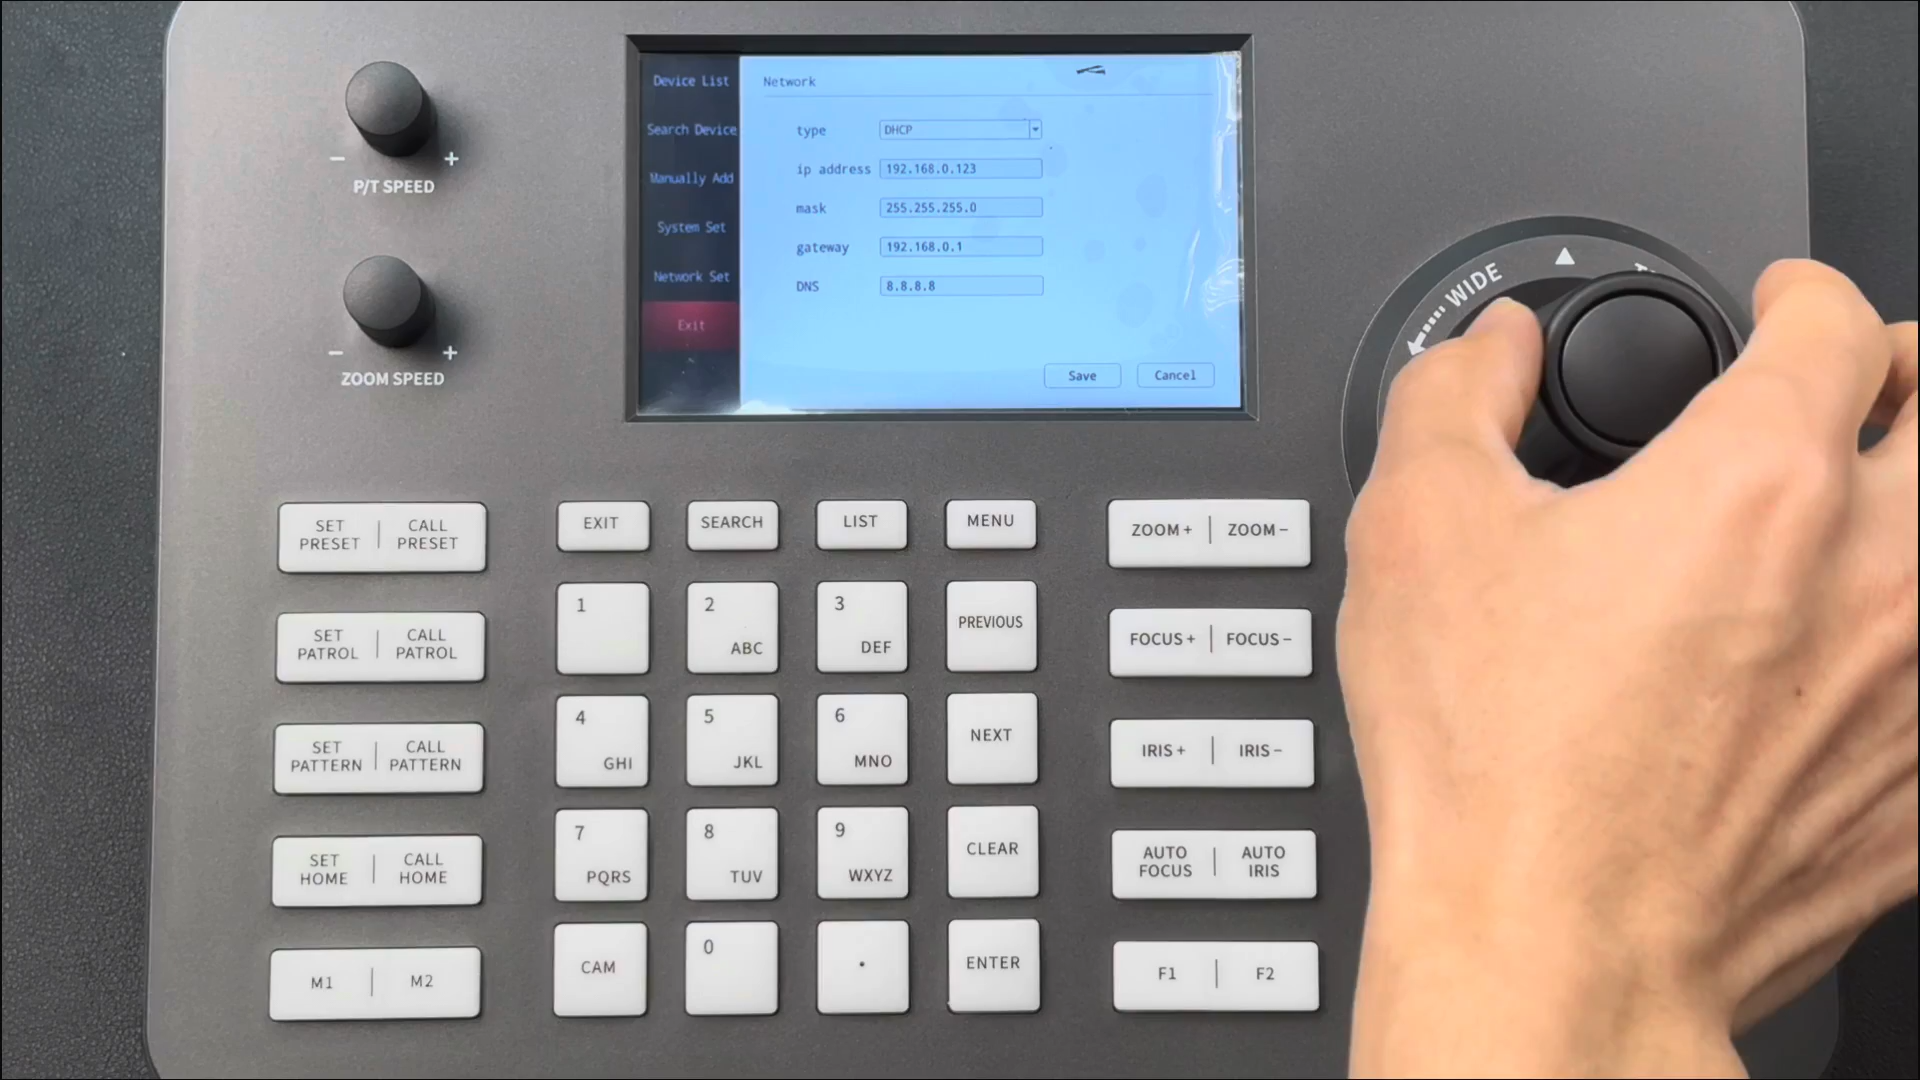 Device List
Search Device
Manually Add
System Set
Network Set
Exit
Network
type DHCP
ip address 192.168.0.123
mask 255.255.255.0
gateway 192.168.0.1
DNS 8.8.8.8
Save Cancel
− +
P/T SPEED
− +
ZOOM SPEED
WIDE
SET PRESET | CALL PRESET
SET PATROL | CALL PATROL
SET PATTERN | CALL PATTERN
SET HOME | CALL HOME
M1 | M2
EXIT SEARCH LIST MENU
1
2 ABC
3 DEF
PREVIOUS
4 GHI
5 JKL
6 MNO
NEXT
7 PQRS
8 TUV
9 WXYZ
CLEAR
CAM
0
.
ENTER
ZOOM + | ZOOM −
FOCUS + | FOCUS −
IRIS + | IRIS −
AUTO FOCUS | AUTO IRIS
F1 | F2